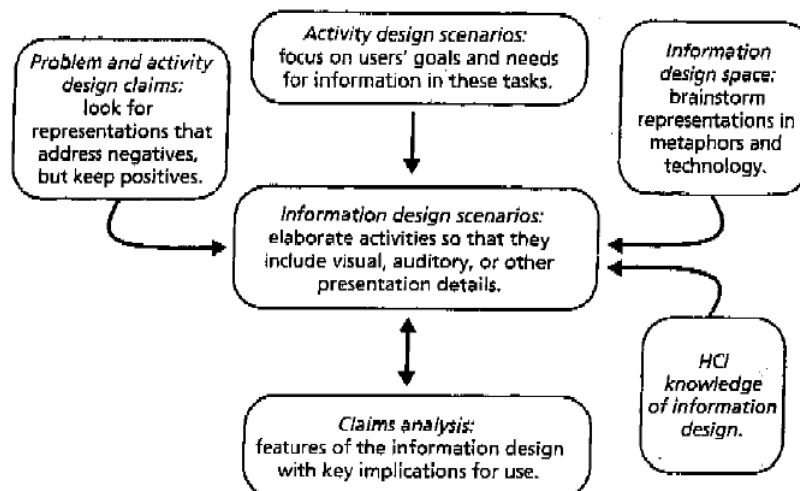 Problem and activity
design claims:
look for
representations that
address negatives,
but keep positives.
Activity design scenarios:
focus on users' goals and needs
for information in these tasks.
Information
design space:
brainstorm
representations in
metaphors and
technology.
Information design scenarios:
elaborate activities so that they
include visual, auditory, or other
presentation details.
HCI
knowledge
of information
design.
Claims analysis:
features of the information design
with key implications for use.